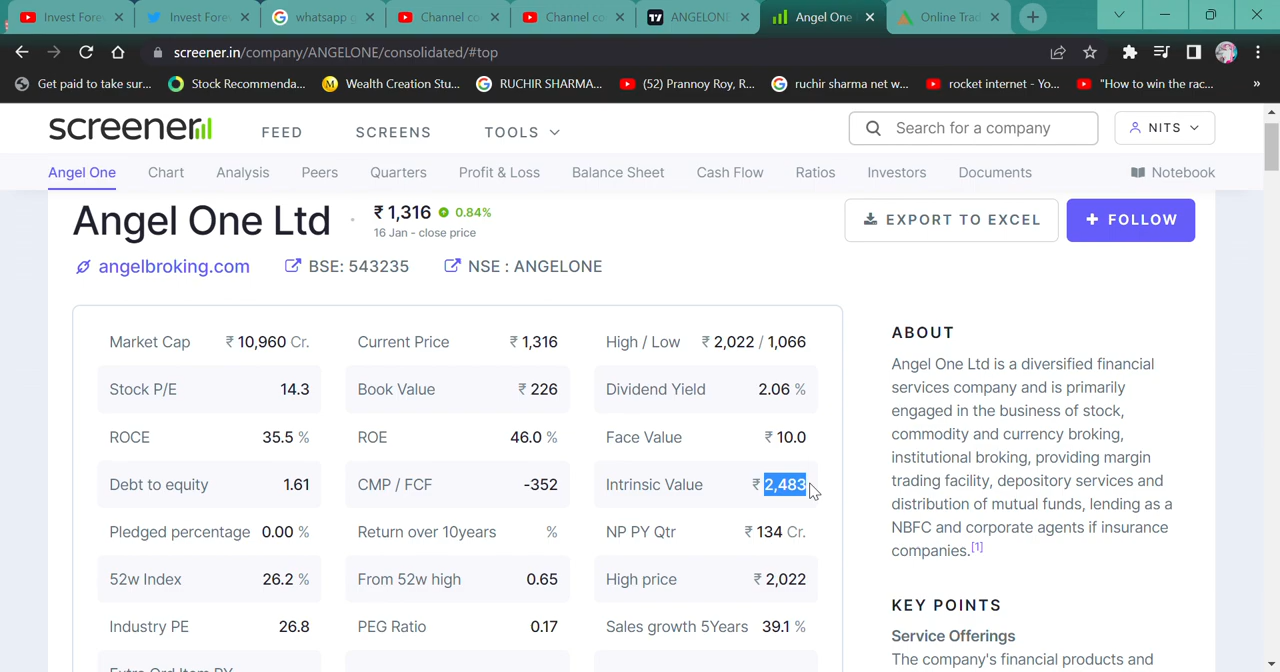 Invest Forev
Invest Forev
whatsapp g
Channel co
Channel co
ANGELONE
Angel One
Online Trad
screener.in/company/ANGELONE/consolidated/#top
Get paid to take sur...
Stock Recommenda...
Wealth Creation Stu...
RUCHIR SHARMA...
(52) Prannoy Roy, R...
ruchir sharma net w...
rocket internet - Yo...
"How to win the rac...
»
screener
FEED
SCREENS
TOOLS
Search for a company
NITS
Angel One
Chart
Analysis
Peers
Quarters
Profit & Loss
Balance Sheet
Cash Flow
Ratios
Investors
Documents
Notebook
Angel One Ltd
₹ 1,316 0.84%
16 Jan - close price
EXPORT TO EXCEL
+ FOLLOW
angelbroking.com
BSE: 543235
NSE : ANGELONE
Market Cap ₹ 10,960 Cr.
Current Price ₹ 1,316
High / Low ₹ 2,022 / 1,066
Stock P/E 14.3
Book Value ₹ 226
Dividend Yield 2.06 %
ROCE 35.5 %
ROE 46.0 %
Face Value ₹ 10.0
Debt to equity 1.61
CMP / FCF -352
Intrinsic Value ₹ 2,483
Pledged percentage 0.00 %
Return over 10years %
NP PY Qtr ₹ 134 Cr.
52w Index 26.2 %
From 52w high 0.65
High price ₹ 2,022
Industry PE 26.8
PEG Ratio 0.17
Sales growth 5Years 39.1 %
Extra Ord Item PY
ABOUT
Angel One Ltd is a diversified financial
services company and is primarily
engaged in the business of stock,
commodity and currency broking,
institutional broking, providing margin
trading facility, depository services and
distribution of mutual funds, lending as a
NBFC and corporate agents if insurance
companies.[1]
KEY POINTS
Service Offerings
The company's financial products and